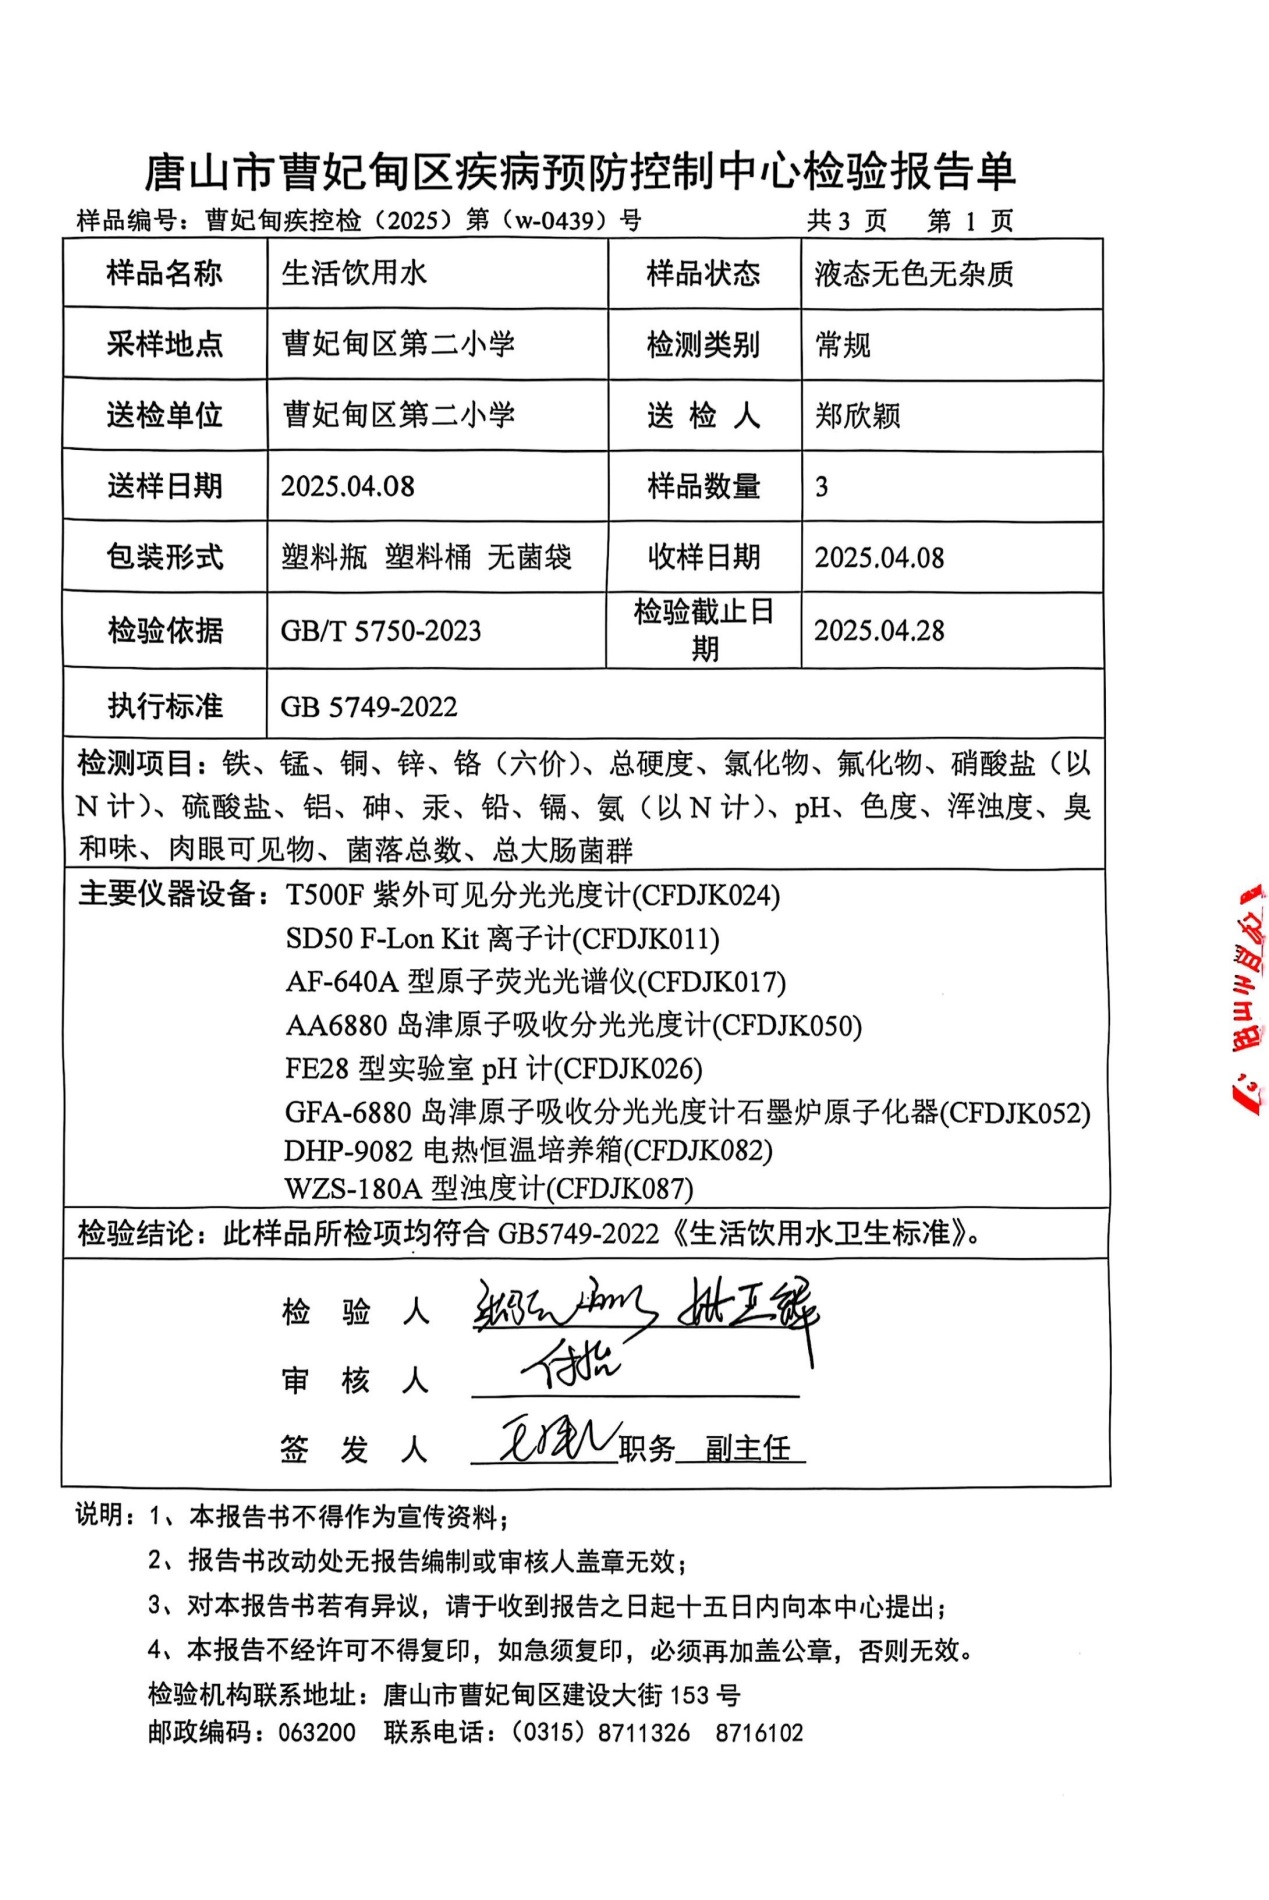 唐山市曹妃甸区疾病预防控制中心检验报告单
样品编号：曹妃甸疾控检（2025）第（w-0439）号 共 3 页 第 1 页
样品名称 生活饮用水 样品状态 液态无色无杂质
采样地点 曹妃甸区第二小学 检测类别 常规
送检单位 曹妃甸区第二小学 送 检 人 郑欣颖
送样日期 2025.04.08 样品数量 3
包装形式 塑料瓶 塑料桶 无菌袋 收样日期 2025.04.08
检验依据 GB/T 5750-2023 检验截止日期 2025.04.28
执行标准 GB 5749-2022
检测项目：铁、锰、铜、锌、铬（六价）、总硬度、氯化物、氟化物、硝酸盐（以
N 计）、硫酸盐、铝、砷、汞、铅、镉、氨（以 N 计）、pH、色度、浑浊度、臭
和味、肉眼可见物、菌落总数、总大肠菌群
主要仪器设备：T500F 紫外可见分光光度计(CFDJK024)
SD50 F-Lon Kit 离子计(CFDJK011)
AF-640A 型原子荧光光谱仪(CFDJK017)
AA6880 岛津原子吸收分光光度计(CFDJK050)
FE28 型实验室 pH 计(CFDJK026)
GFA-6880 岛津原子吸收分光光度计石墨炉原子化器(CFDJK052)
DHP-9082 电热恒温培养箱(CFDJK082)
WZS-180A 型浊度计(CFDJK087)
检验结论：此样品所检项均符合 GB5749-2022《生活饮用水卫生标准》。
检 验 人
审 核 人
签 发 人 职务 副主任
说明：1、本报告书不得作为宣传资料；
2、报告书改动处无报告编制或审核人盖章无效；
3、对本报告书若有异议，请于收到报告之日起十五日内向本中心提出；
4、本报告不经许可不得复印，如急须复印，必须再加盖公章，否则无效。
检验机构联系地址：唐山市曹妃甸区建设大街 153 号
邮政编码：063200 联系电话：（0315）8711326 8716102